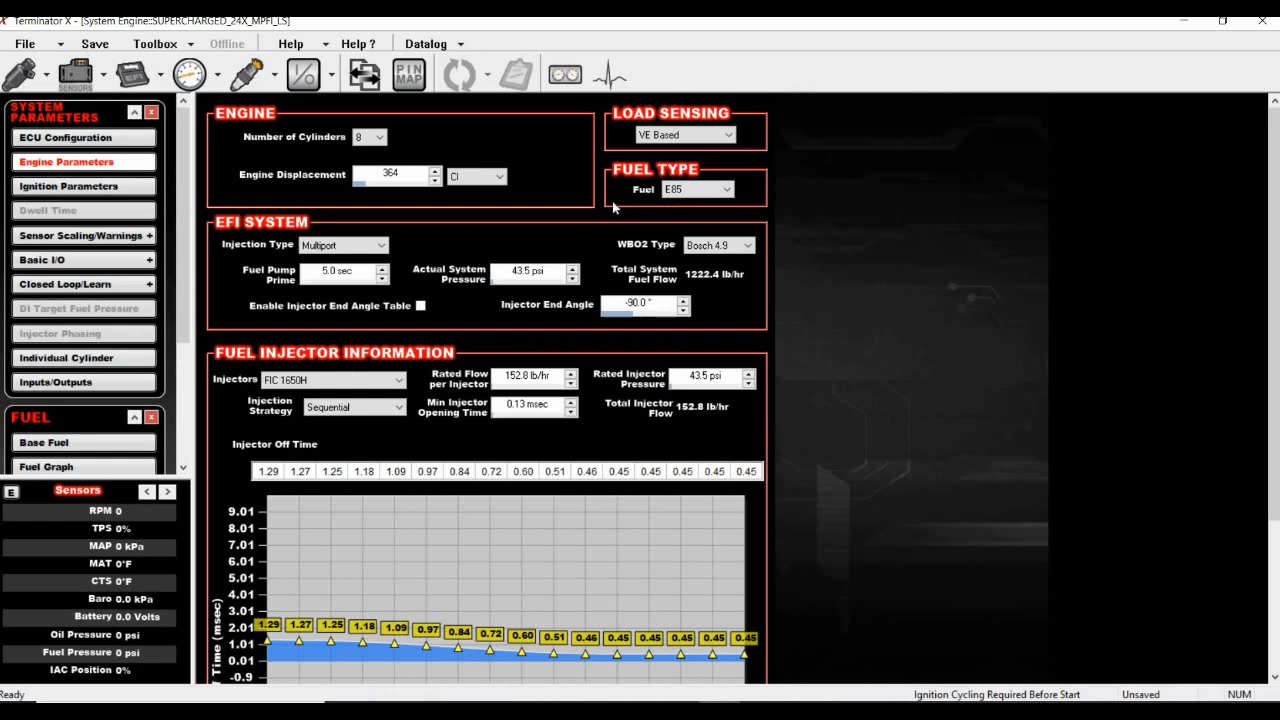 Terminator X - [System Engine::SUPERCHARGED_24X_MPFI_LS]
File Save Toolbox Offline Help Help ? Datalog
SENSORS
I/O
PIN
MAP
SYSTEM
PARAMETERS
ECU Configuration
Engine Parameters
Ignition Parameters
Dwell Time
Sensor Scaling/Warnings +
Basic I/O +
Closed Loop/Learn +
DI Target Fuel Pressure
Injector Phasing
Individual Cylinder
Inputs/Outputs
FUEL
Base Fuel
Fuel Graph
E Sensors < >
RPM 0
TPS 0%
MAP 0 kPa
MAT 0°F
CTS 0°F
Baro 0.0 kPa
Battery 0.0 Volts
Oil Pressure 0 psi
Fuel Pressure 0 psi
IAC Position 0%
ENGINE
Number of Cylinders 8
Engine Displacement 364 CI
LOAD SENSING
VE Based
FUEL TYPE
Fuel E85
EFI SYSTEM
Injection Type Multiport
WBO2 Type Bosch 4.9
Fuel Pump
Prime 5.0 sec
Actual System
Pressure 43.5 psi
Total System
Fuel Flow 1222.4 lb/hr
Enable Injector End Angle Table
Injector End Angle -90.0 °
FUEL INJECTOR INFORMATION
Injectors FIC 1650H
Rated Flow
per Injector 152.8 lb/hr
Rated Injector
Pressure 43.5 psi
Injection
Strategy Sequential
Min Injector
Opening Time 0.13 msec
Total Injector
Flow 152.8 lb/hr
Injector Off Time
1.29 1.27 1.25 1.18 1.09 0.97 0.84 0.72 0.60 0.51 0.46 0.45 0.45 0.45 0.45 0.45
9.01
8.01
7.01
6.01
5.01
4.01
3.01
2.01
1.01
0.01
-0.9
Time (msec)
1.29 1.27 1.25 1.18 1.09 0.97 0.84 0.72 0.60 0.51 0.46 0.45 0.45 0.45 0.45 0.45
Ready
Ignition Cycling Required Before Start Unsaved NUM